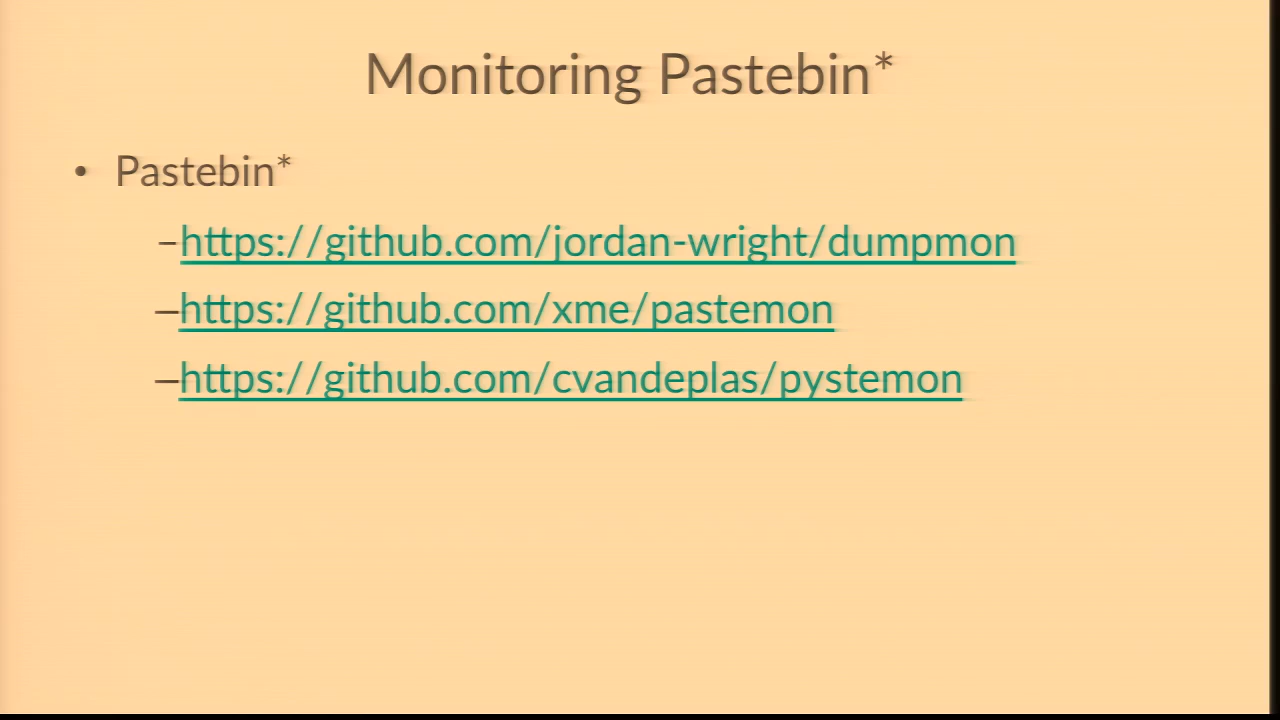 Monitoring Pastebin*
• Pastebin*
–https://github.com/jordan-wright/dumpmon
–https://github.com/xme/pastemon
–https://github.com/cvandeplas/pystemon